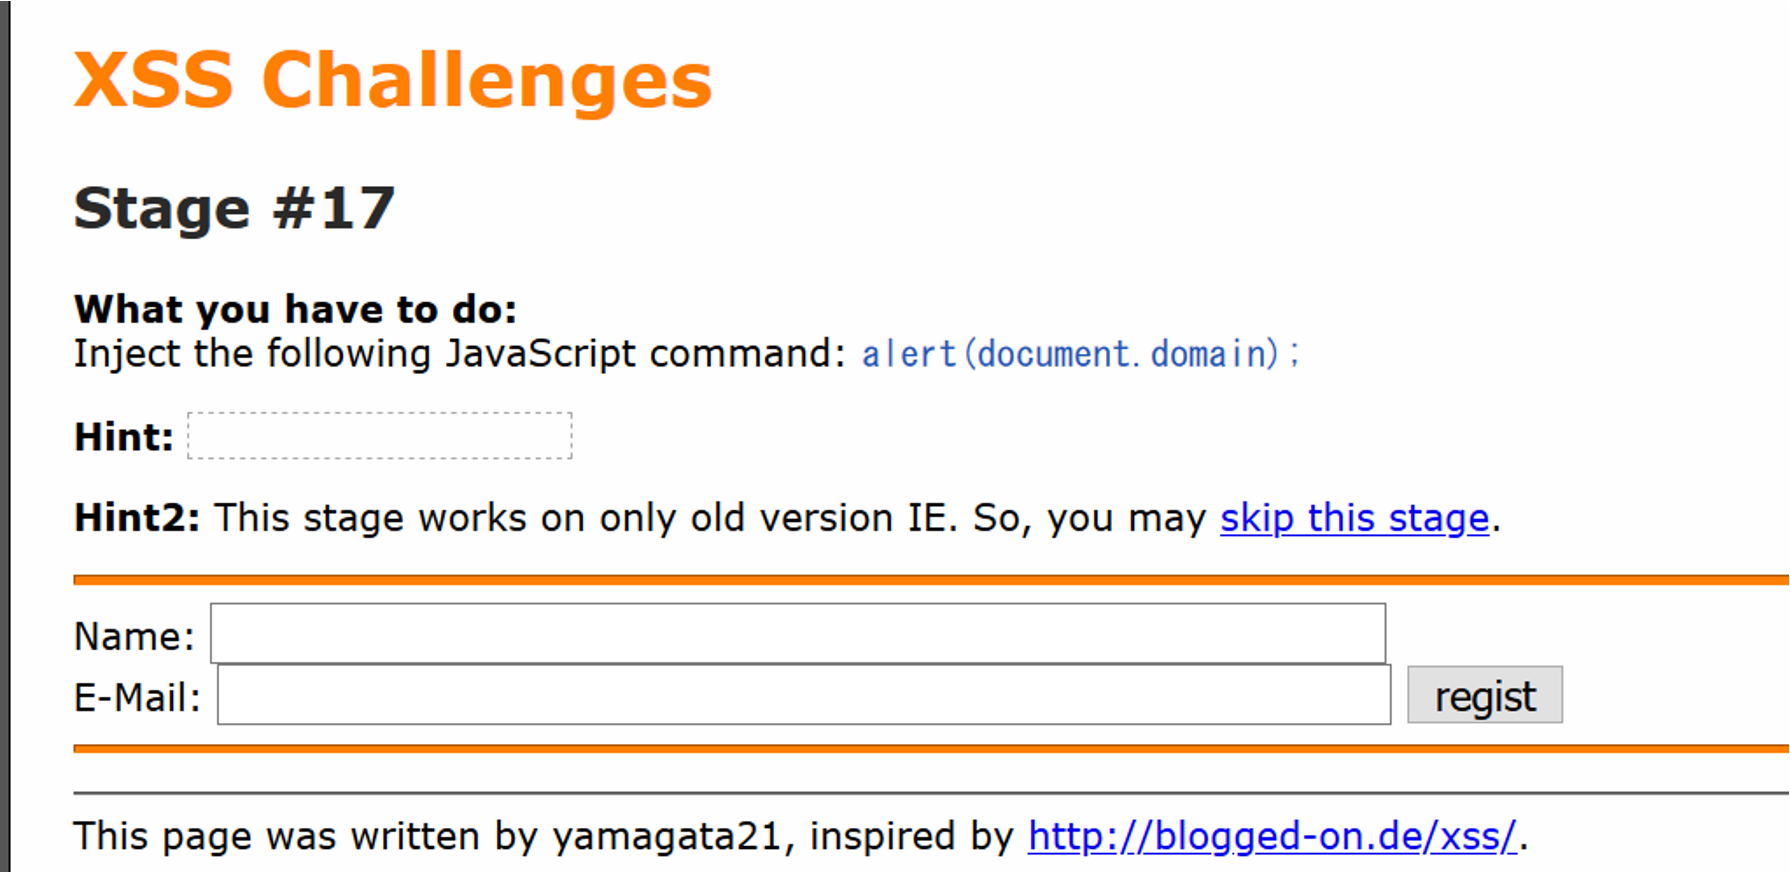 XSS Challenges
Stage #17
What you have to do:
Inject the following JavaScript command: alert(document.domain);
Hint:
Hint2: This stage works on only old version IE. So, you may skip this stage.
Name:
E-Mail: regist
This page was written by yamagata21, inspired by http://blogged-on.de/xss/.